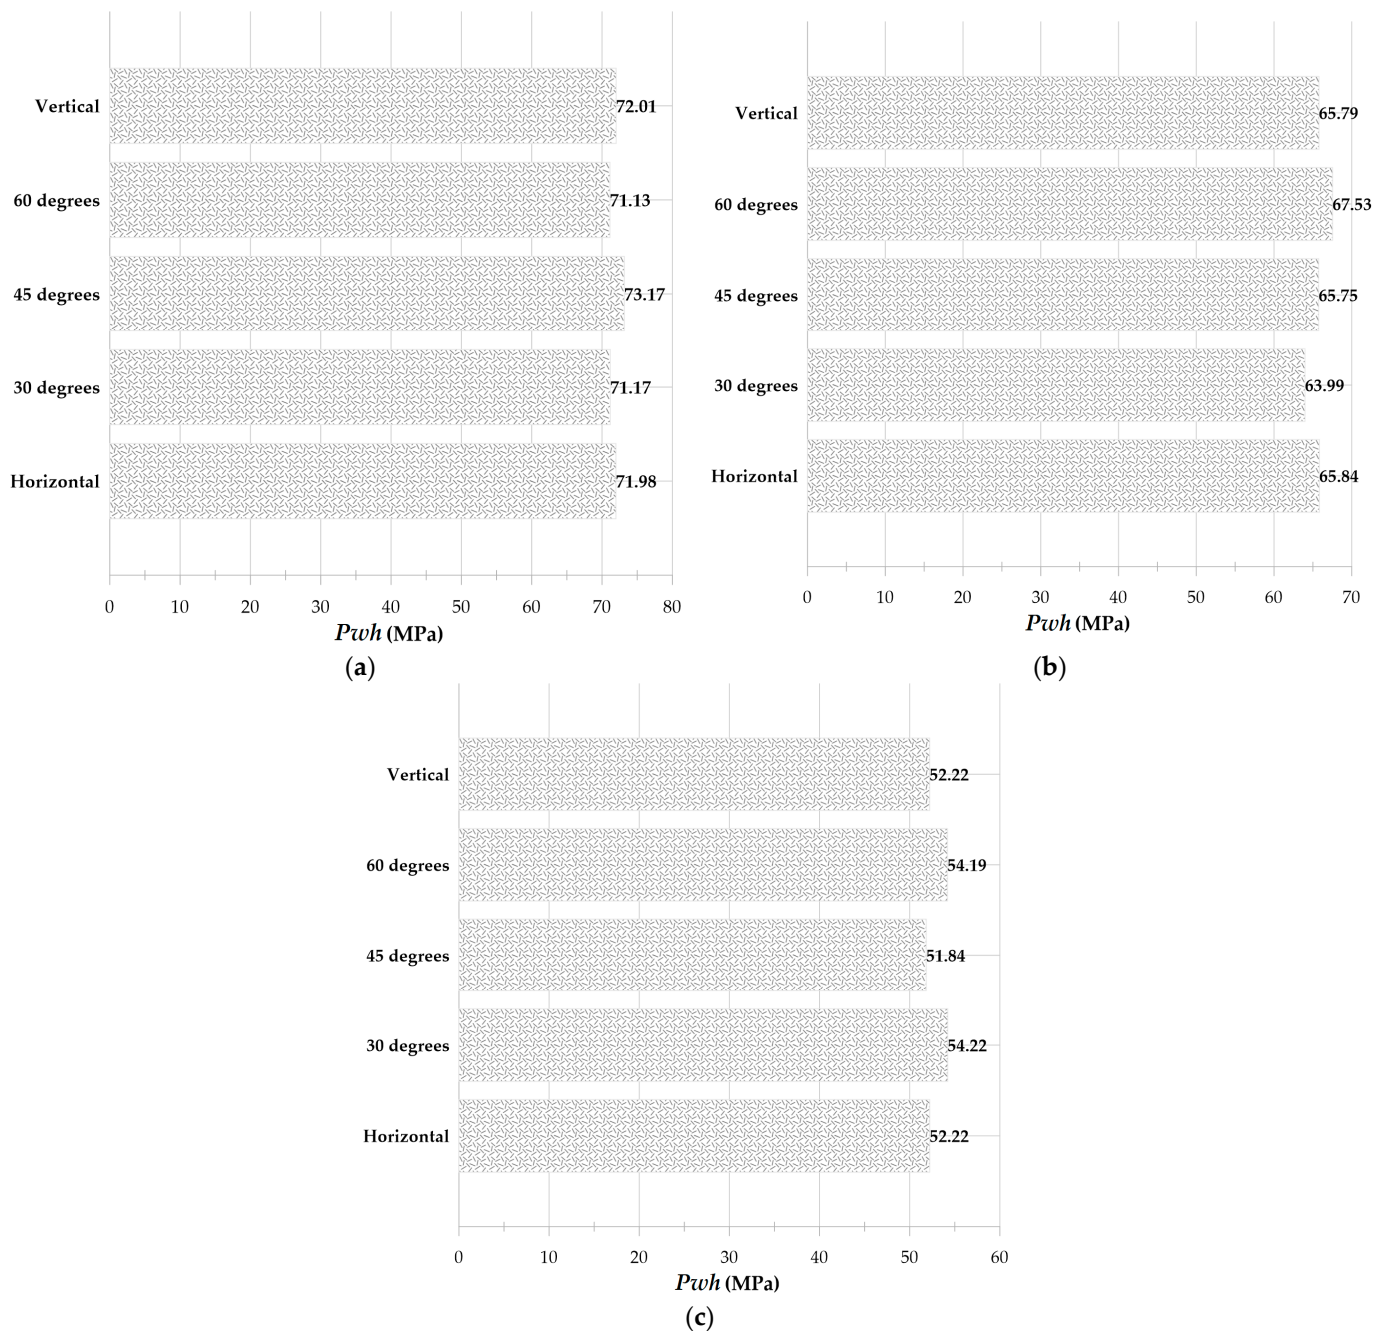 Vertical 72.01
60 degrees 71.13
45 degrees 73.17
30 degrees 71.17
Horizontal 71.98
0 10 20 30 40 50 60 70 80
Pwh (MPa)
(a)
Vertical 65.79
60 degrees 67.53
45 degrees 65.75
30 degrees 63.99
Horizontal 65.84
0 10 20 30 40 50 60 70
Pwh (MPa)
(b)
Vertical 52.22
60 degrees 54.19
45 degrees 51.84
30 degrees 54.22
Horizontal 52.22
0 10 20 30 40 50 60
Pwh (MPa)
(c)